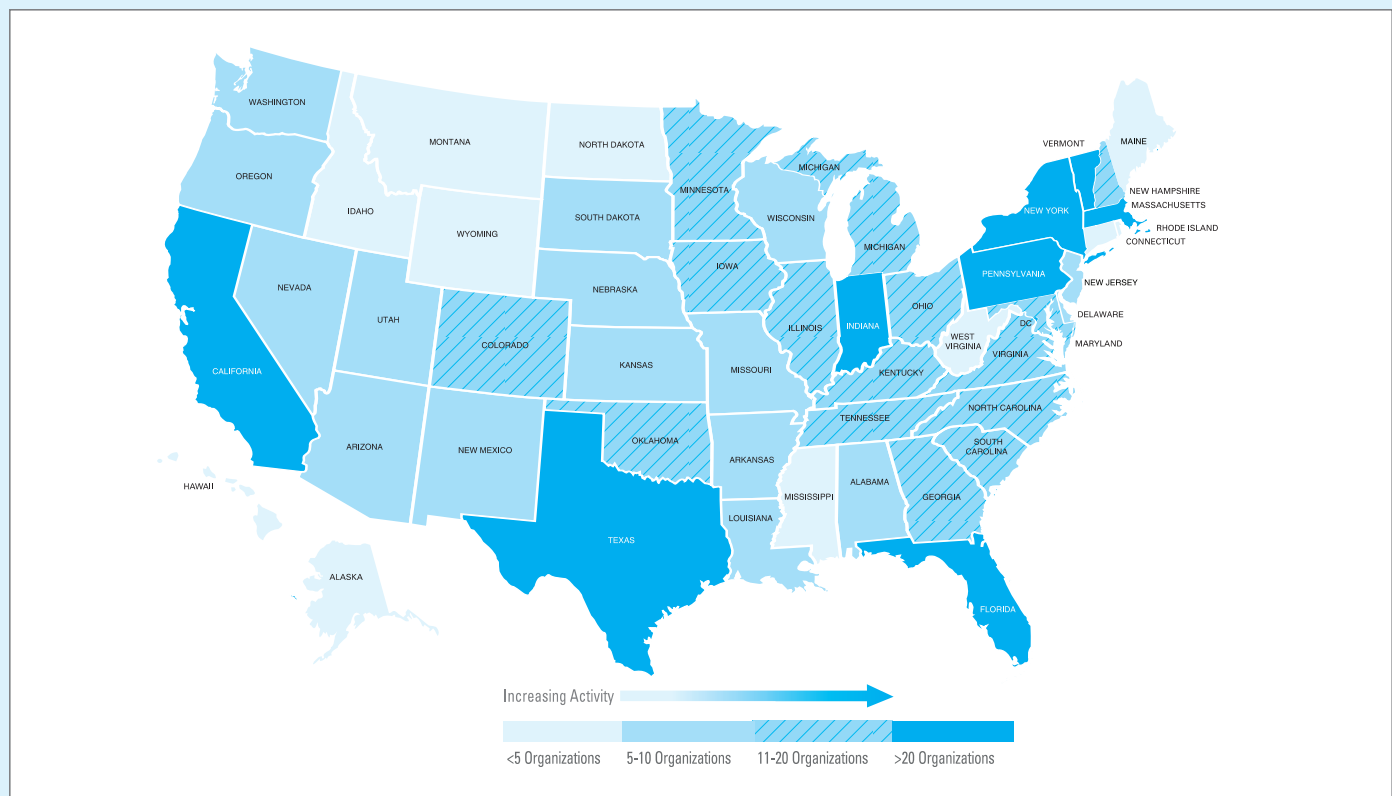 WASHINGTON
MONTANA
NORTH DAKOTA
VERMONT
MAINE
OREGON
IDAHO
WYOMING
SOUTH DAKOTA
MINNESOTA
WISCONSIN
MICHIGAN
MICHIGAN
NEW YORK
NEW HAMPSHIRE
MASSACHUSETTS
RHODE ISLAND
CONNECTICUT
NEVADA
UTAH
COLORADO
NEBRASKA
IOWA
ILLINOIS
INDIANA
OHIO
PENNSYLVANIA
NEW JERSEY
DELAWARE
MARYLAND
DC
WEST
VIRGINIA
VIRGINIA
CALIFORNIA
KANSAS
MISSOURI
KENTUCKY
ARIZONA
NEW MEXICO
OKLAHOMA
ARKANSAS
TENNESSEE
NORTH CAROLINA
SOUTH
CAROLINA
HAWAII
TEXAS
LOUISIANA
MISSISSIPPI
ALABAMA
GEORGIA
ALASKA
FLORIDA
Increasing Activity
<5 Organizations
5-10 Organizations
11-20 Organizations
>20 Organizations